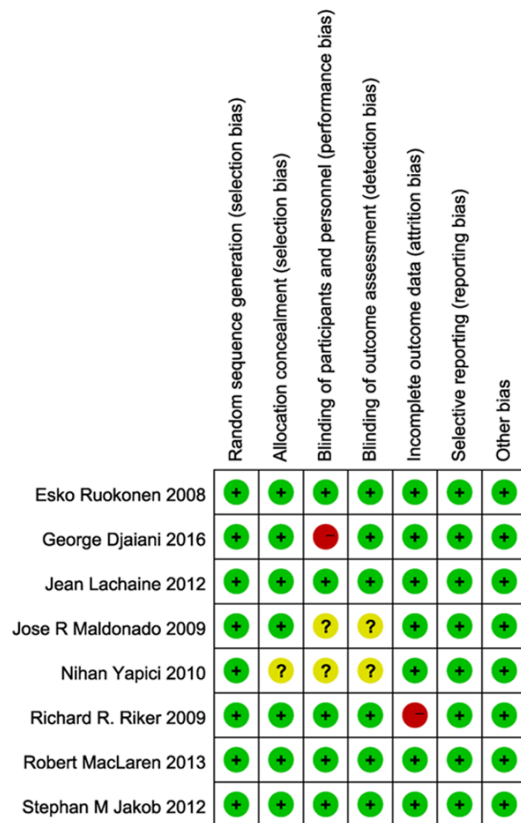 Random sequence generation (selection bias)
Allocation concealment (selection bias)
Blinding of participants and personnel (performance bias)
Blinding of outcome assessment (detection bias)
Incomplete outcome data (attrition bias)
Selective reporting (reporting bias)
Other bias
Esko Ruokonen 2008 + + + + + + +
George Djaiani 2016 + + - + + + +
Jean Lachaine 2012 + + + + + + +
Jose R Maldonado 2009 + + ? ? + + +
Nihan Yapici 2010 + ? ? ? + + +
Richard R. Riker 2009 + + + + - + +
Robert MacLaren 2013 + + + + + + +
Stephan M Jakob 2012 + + + + + + +